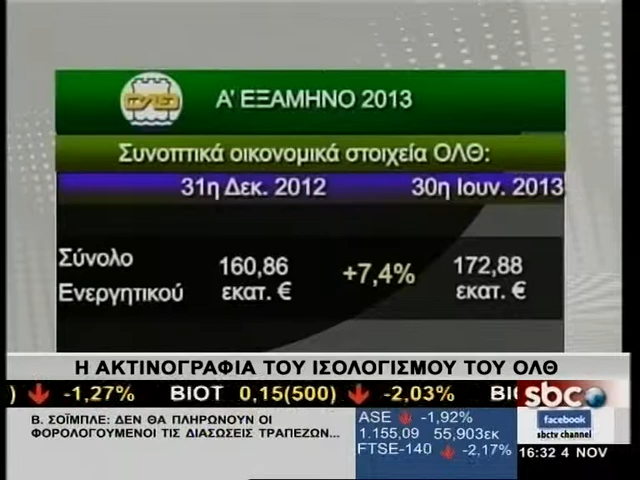 ΟΛΘ
Α' ΕΞΑΜΗΝΟ 2013
Συνοπτικά οικονομικά στοιχεία ΟΛΘ:
31η Δεκ. 2012 30η Ιουν. 2013
Σύνολο Ενεργητικού
160,86 εκατ. €
+7,4%
172,88 εκατ. €
Η ΑΚΤΙΝΟΓΡΑΦΙΑ ΤΟΥ ΙΣΟΛΟΓΙΣΜΟΥ ΤΟΥ ΟΛΘ
) -1,27% ΒΙΟΤ 0,15(500) -2,03% ΒΙ
sbc
facebook
sbctv channel
Β. ΣΟΪΜΠΛΕ: ΔΕΝ ΘΑ ΠΛΗΡΩΝΟΥΝ ΟΙ
ΦΟΡΟΛΟΓΟΥΜΕΝΟΙ ΤΙΣ ΔΙΑΣΩΣΕΙΣ ΤΡΑΠΕΖΩΝ...
ASE -1,92%
1.155,09 55,903εκ
FTSE-140 -2,17%
16:32 4 NOV